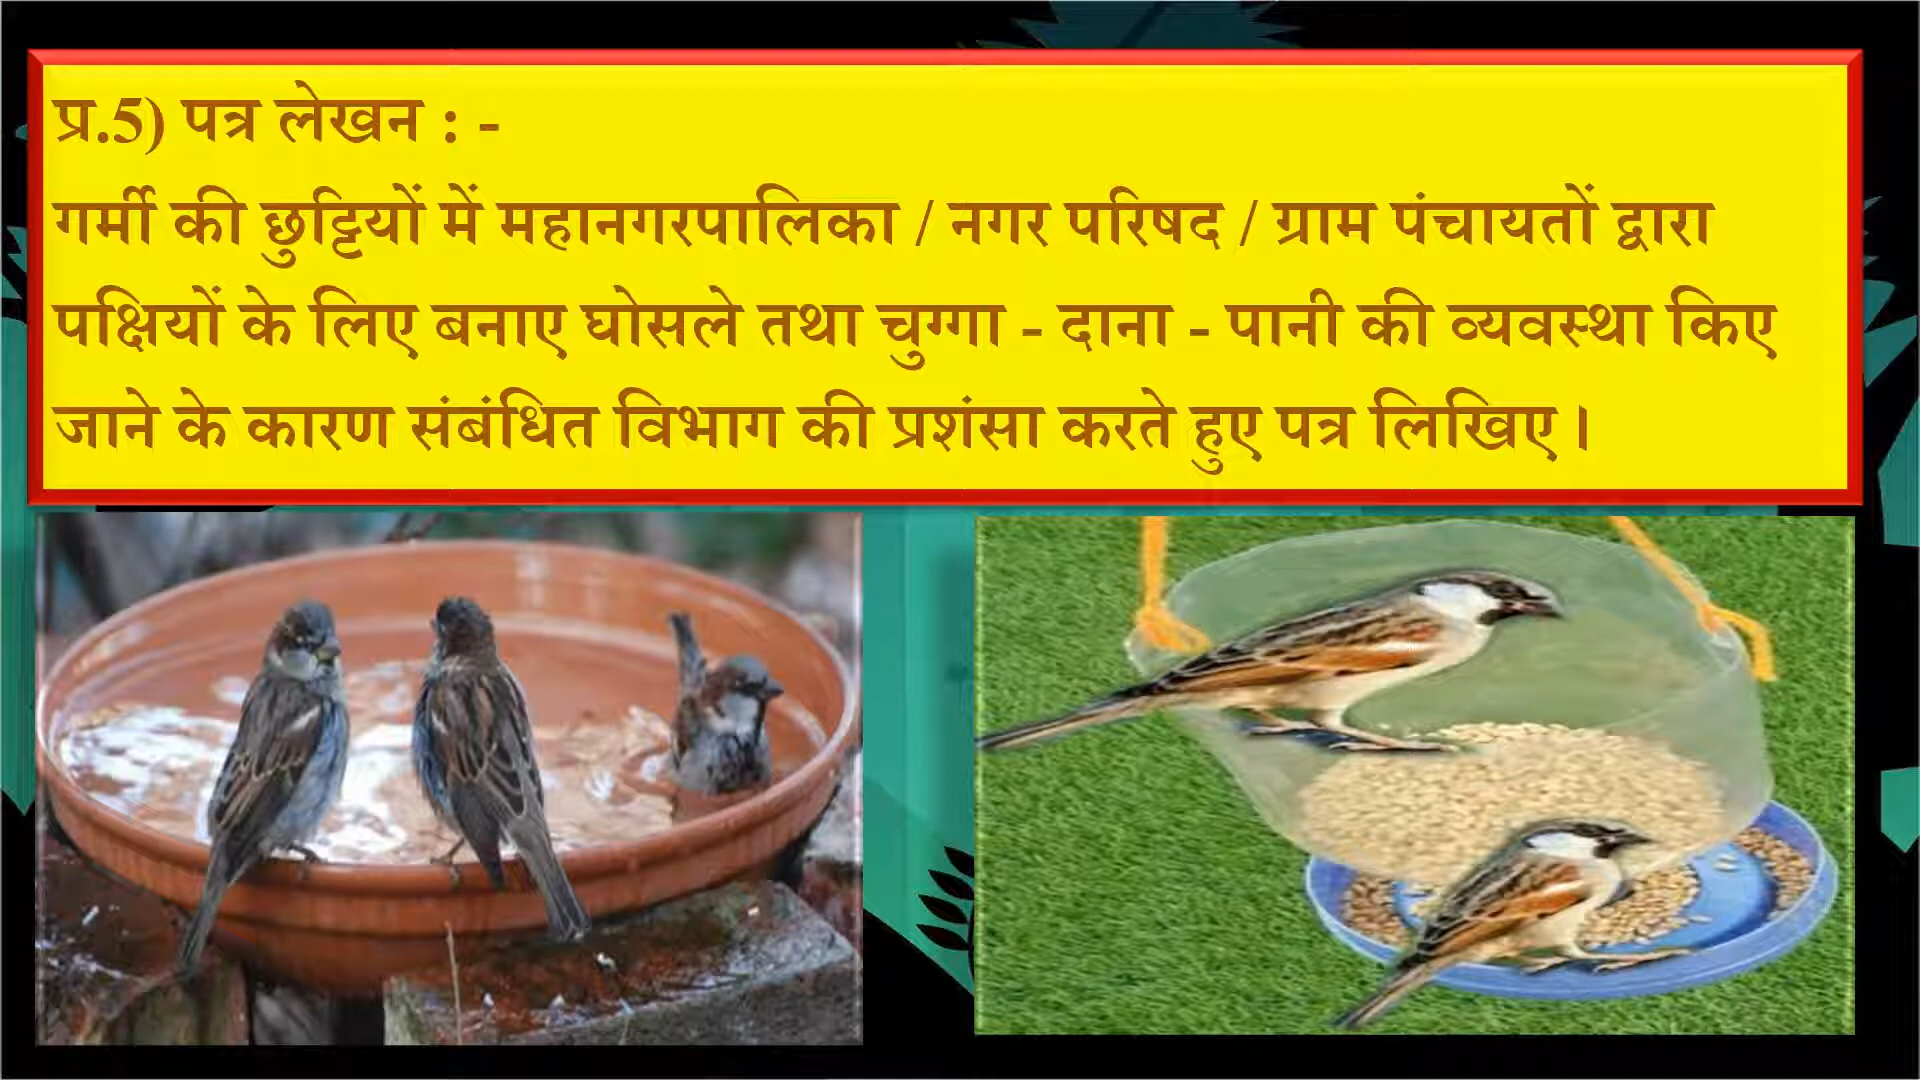 प्र.5) पत्र लेखन : -
गर्मी की छुट्टियों में महानगरपालिका / नगर परिषद / ग्राम पंचायतों द्वारा
पक्षियों के लिए बनाए घोसले तथा चुग्गा - दाना - पानी की व्यवस्था किए
जाने के कारण संबंधित विभाग की प्रशंसा करते हुए पत्र लिखिए।